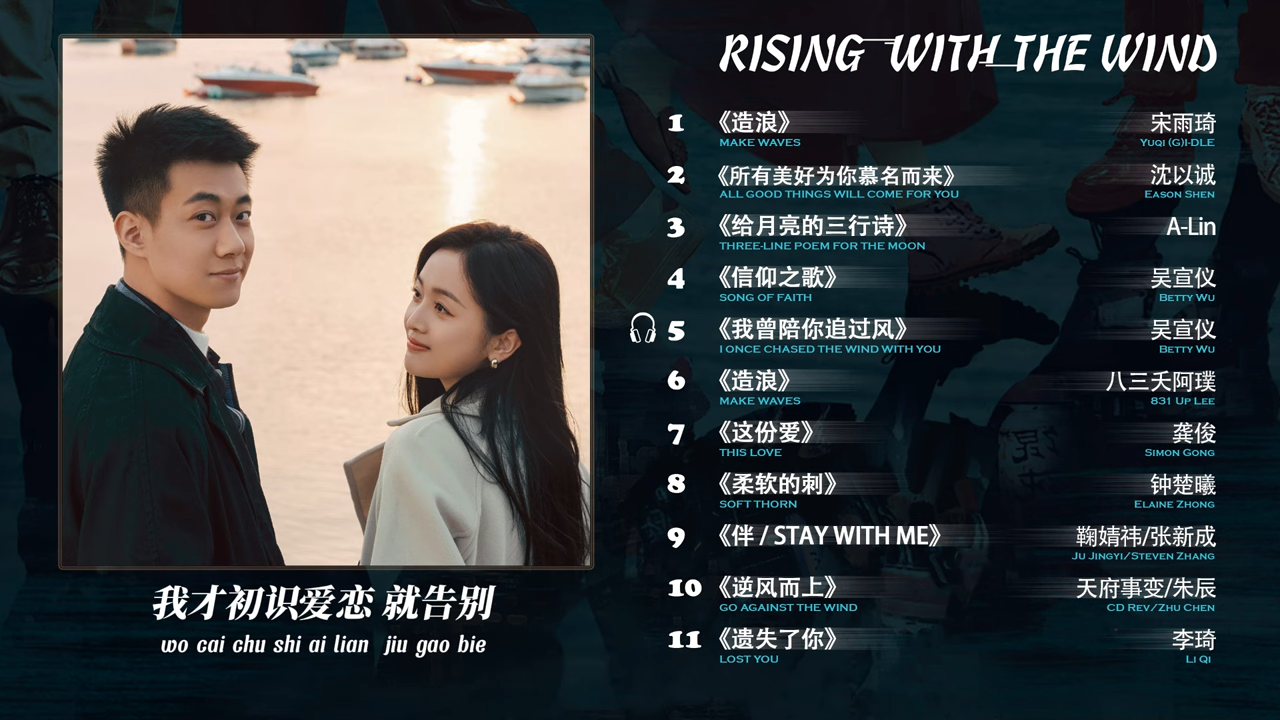 RISING WITH THE WIND
1 《造浪》 宋雨琦
MAKE WAVES YUQI (G)I-DLE
2 《所有美好为你慕名而来》 沈以诚
ALL GOOD THINGS WILL COME FOR YOU EASON SHEN
3 《给月亮的三行诗》 A-Lin
THREE-LINE POEM FOR THE MOON
4 《信仰之歌》 吴宣仪
SONG OF FAITH BETTY WU
5 《我曾陪你追过风》 吴宣仪
I ONCE CHASED THE WIND WITH YOU BETTY WU
6 《造浪》 八三夭阿璞
MAKE WAVES 831 UP LEE
7 《这份爱》 龚俊
THIS LOVE SIMON GONG
8 《柔软的刺》 钟楚曦
SOFT THORN ELAINE ZHONG
9 《伴 / STAY WITH ME》 鞠婧祎/张新成
JU JINGYI/STEVEN ZHANG
10 《逆风而上》 天府事变/朱辰
GO AGAINST THE WIND CD REV/ZHU CHEN
11 《遗失了你》 李琦
LOST YOU LI QI
我才初识爱恋 就告别
wo cai chu shi ai lian jiu gao bie